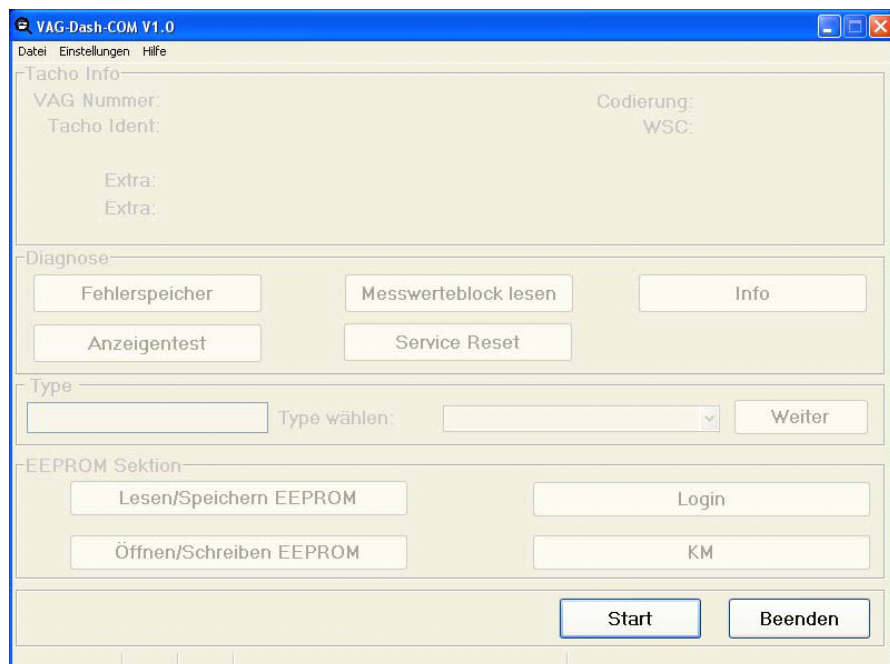 VAG-Dash-COM V1.0
Datei Einstellungen Hilfe
Tacho Info
VAG Nummer: Codierung:
Tacho Ident: WSC:
Extra:
Extra:
Diagnose
Fehlerspeicher Messwerteblock lesen Info
Anzeigentest Service Reset
Type
Type wählen: Weiter
EEPROM Sektion
Lesen/Speichern EEPROM Login
Öffnen/Schreiben EEPROM KM
Start Beenden